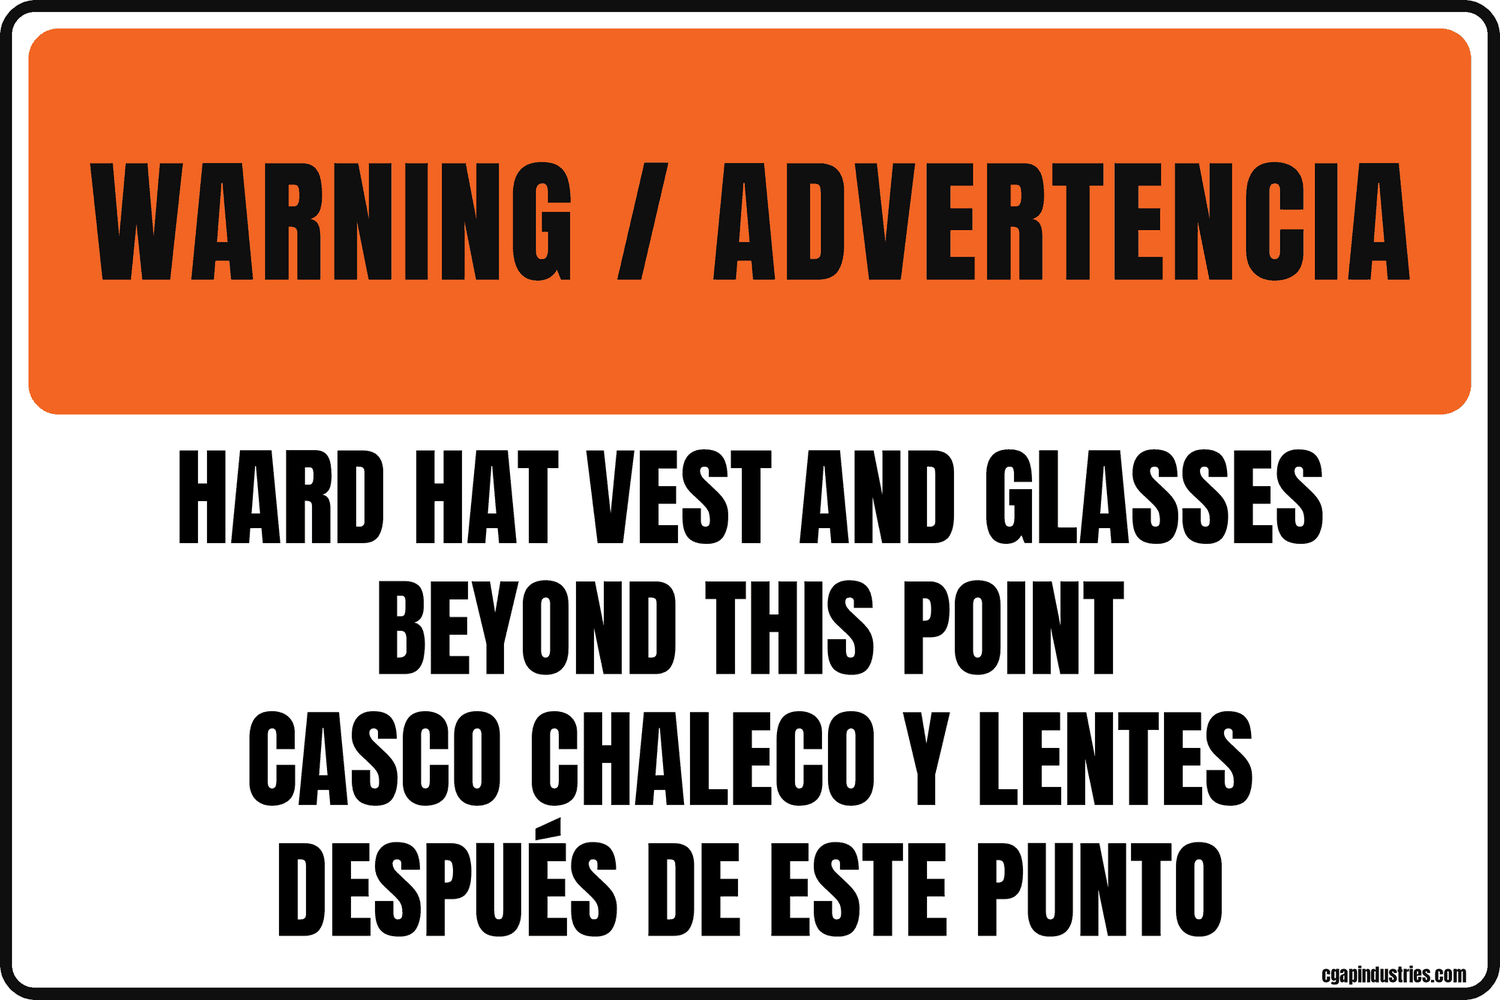 WARNING / ADVERTENCIA
HARD HAT VEST AND GLASSES
BEYOND THIS POINT
CASCO CHALECO Y LENTES
DESPUÉS DE ESTE PUNTO
cgapindustries.com